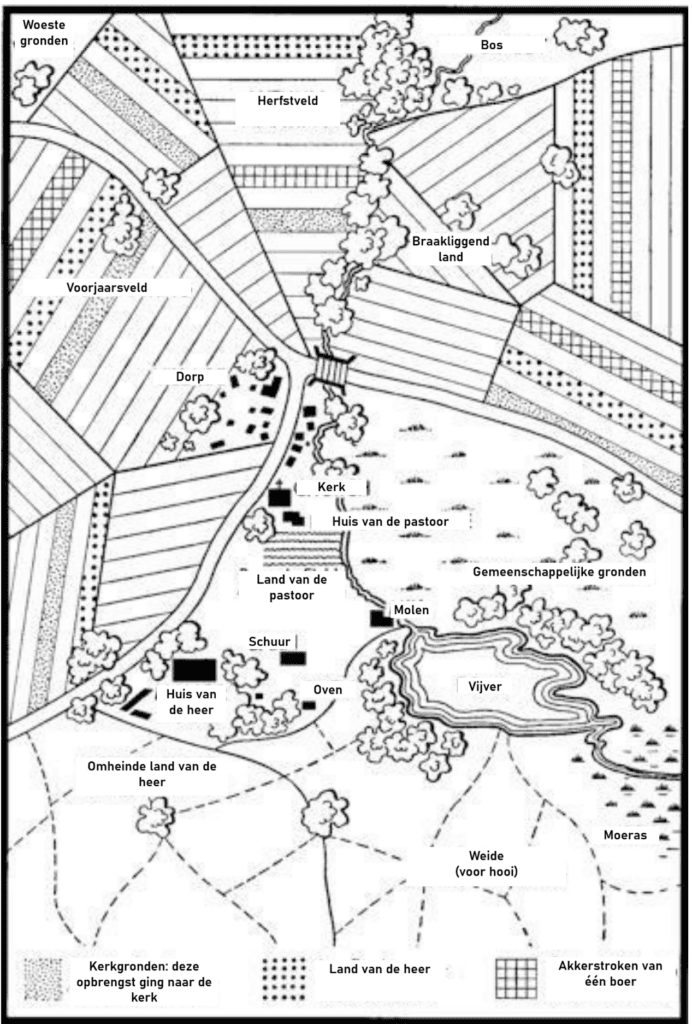 Woeste
gronden
Bos
Herfstveld
Braakliggend
land
Voorjaarsveld
Dorp
Kerk
Huis van de pastoor
Gemeenschappelijke gronden
Land van de
pastoor
Molen
Schuur
Huis van
de heer
Oven
Vijver
Omheinde land van de
heer
Moeras
Weide
(voor hooi)
Kerkgronden: deze
opbrengst ging naar de
kerk
Land van de heer
Akkerstroken van
één boer